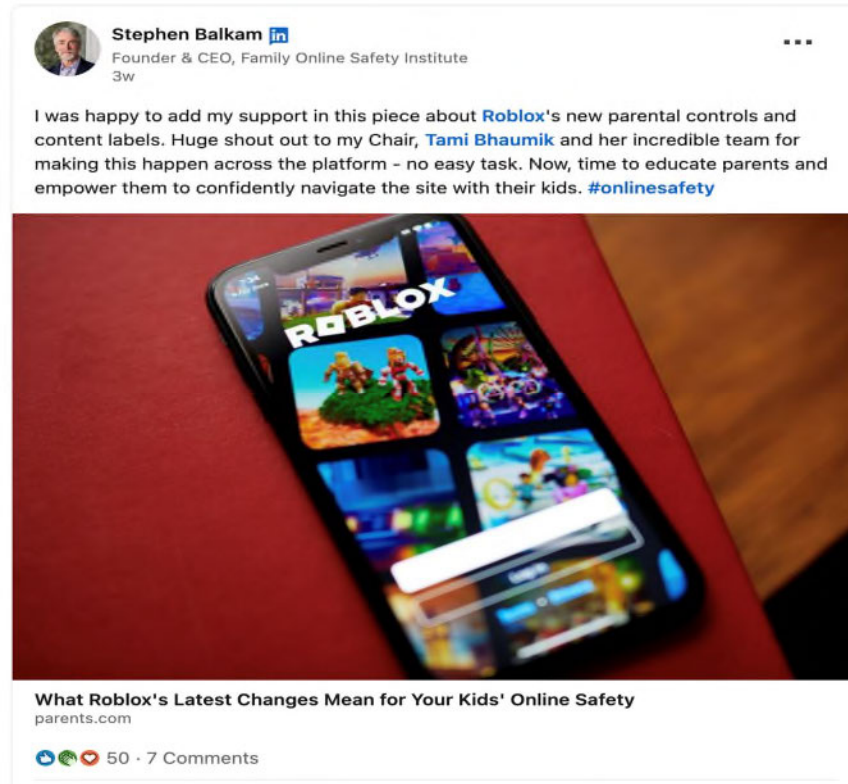 Stephen Balkam in
Founder & CEO, Family Online Safety Institute
3w
I was happy to add my support in this piece about Roblox's new parental controls and
content labels. Huge shout out to my Chair, Tami Bhaumik and her incredible team for
making this happen across the platform - no easy task. Now, time to educate parents and
empower them to confidently navigate the site with their kids. #onlinesafety
ROBLOX
Log In
What Roblox's Latest Changes Mean for Your Kids' Online Safety
parents.com
50 · 7 Comments